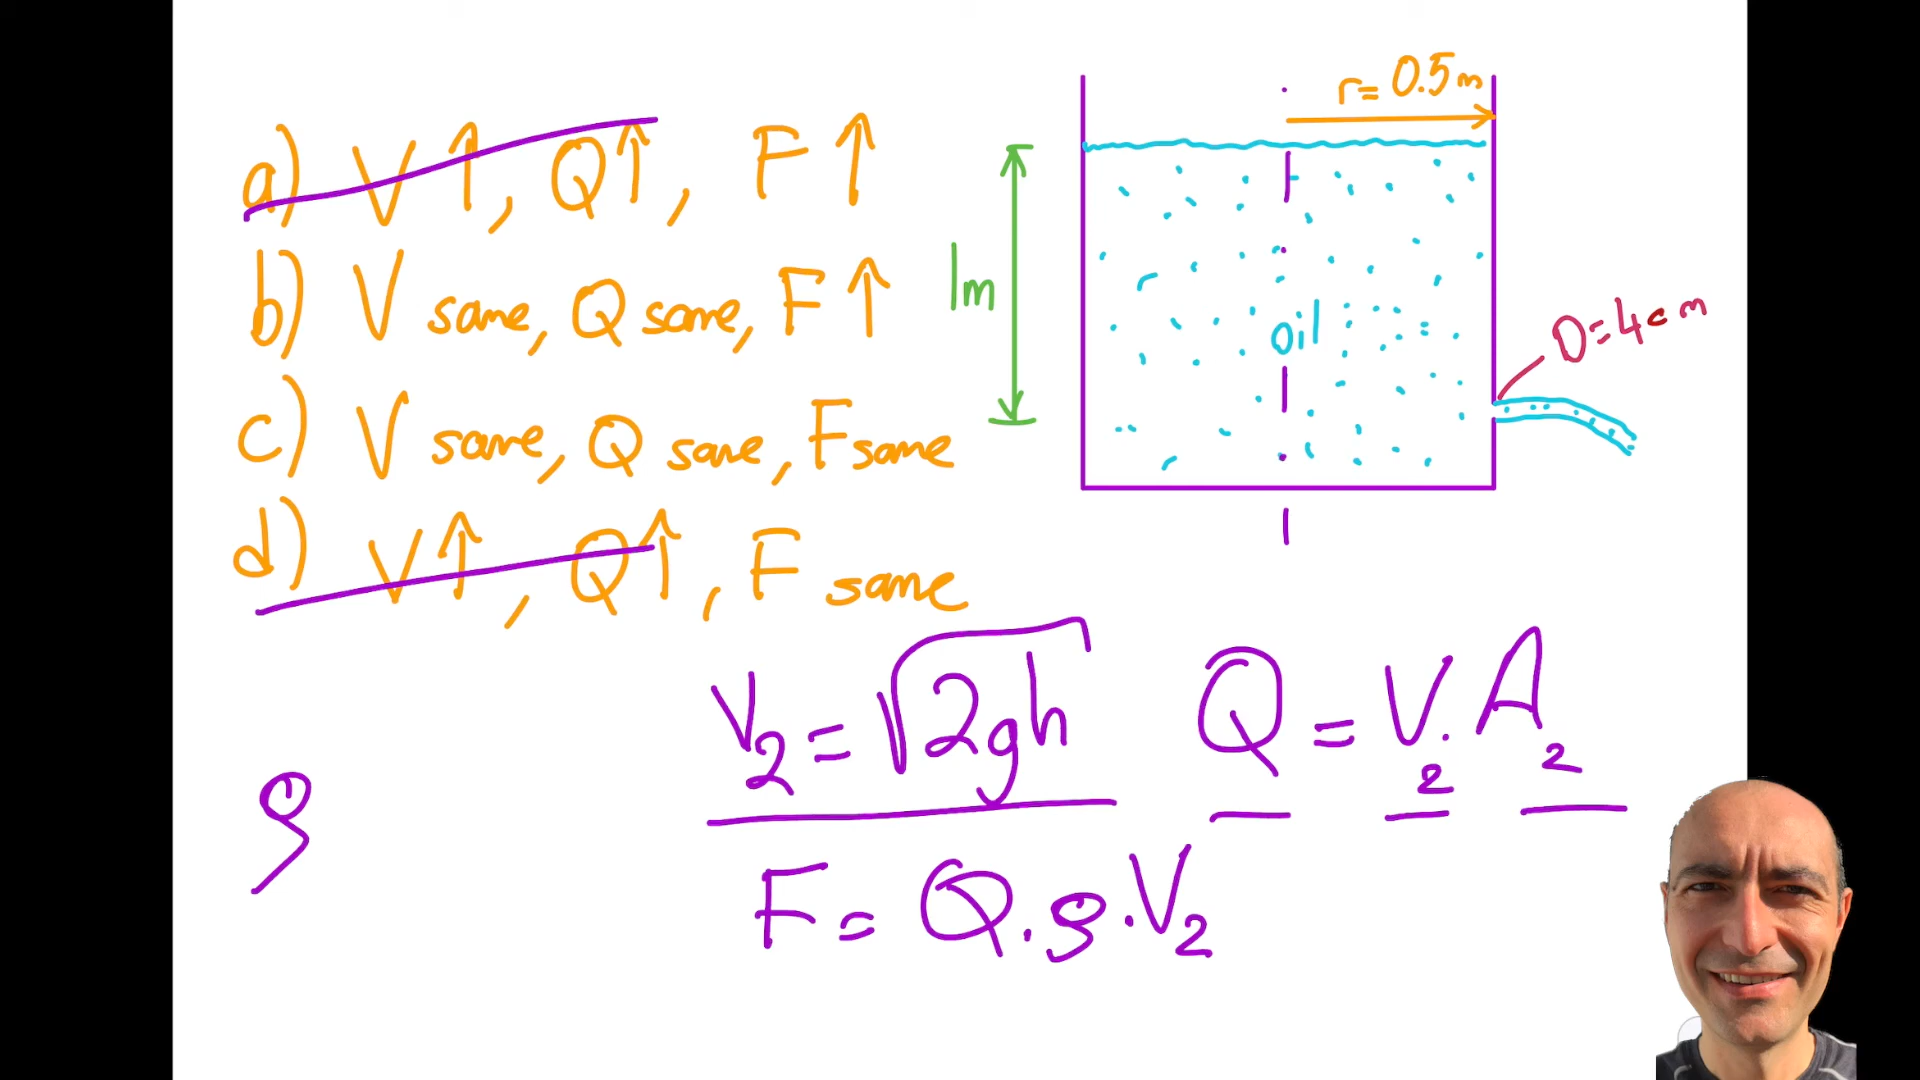 a) V ↑, Q ↑, F ↑
b) V same, Q same, F ↑
c) V same, Q same, F same
d) V ↑, Q ↑, F same
r= 0.5m
1m
oil
D=4cm
V₂ = √2gh
Q = V₂. A₂
ρ
F = Q.ρ.V₂